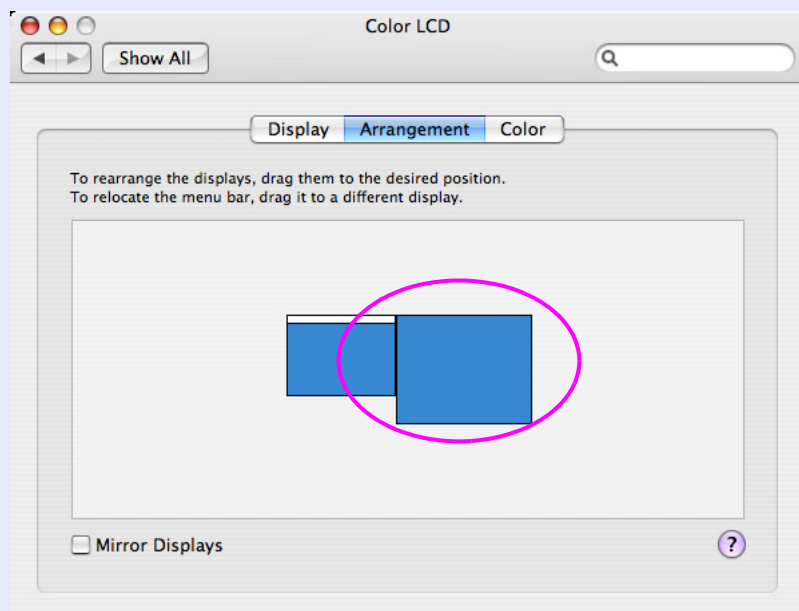 Color LCD
Show All
Display Arrangement Color
To rearrange the displays, drag them to the desired position.
To relocate the menu bar, drag it to a different display.
Mirror Displays
?